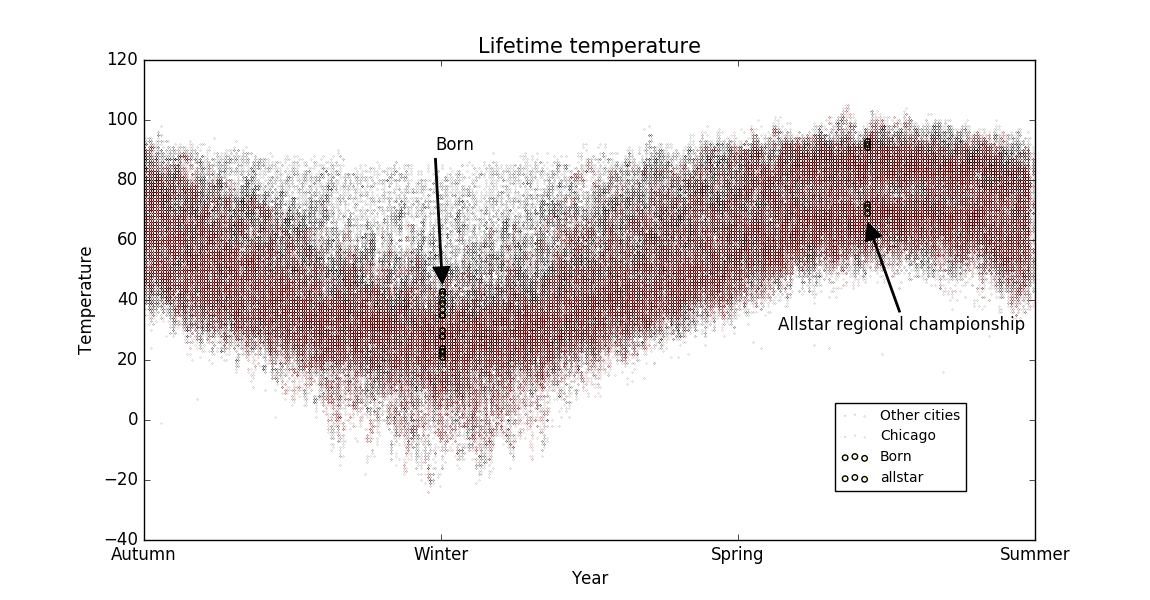 Lifetime temperature
120
100
80
60
40
20
0
−20
−40
Temperature
Born
Allstar regional championship
Other cities
Chicago
Born
allstar
Autumn
Winter
Spring
Summer
Year